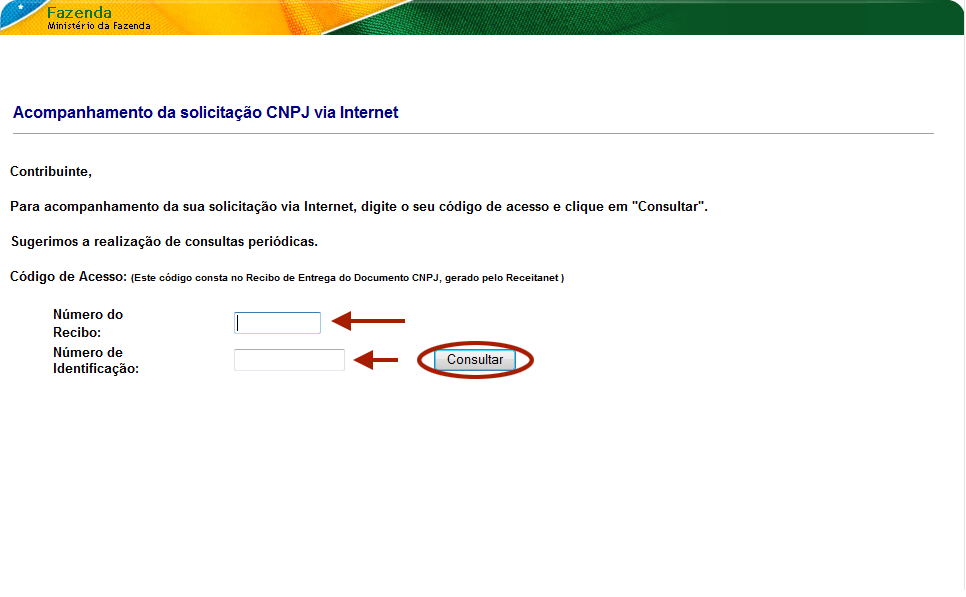 Fazenda
Ministério da Fazenda
Acompanhamento da solicitação CNPJ via Internet
Contribuinte,
Para acompanhamento da sua solicitação via Internet, digite o seu código de acesso e clique em "Consultar".
Sugerimos a realização de consultas periódicas.
Código de Acesso: (Este código consta no Recibo de Entrega do Documento CNPJ, gerado pelo Receitanet )
Número do
Recibo:
Número de
Identificação:
Consultar